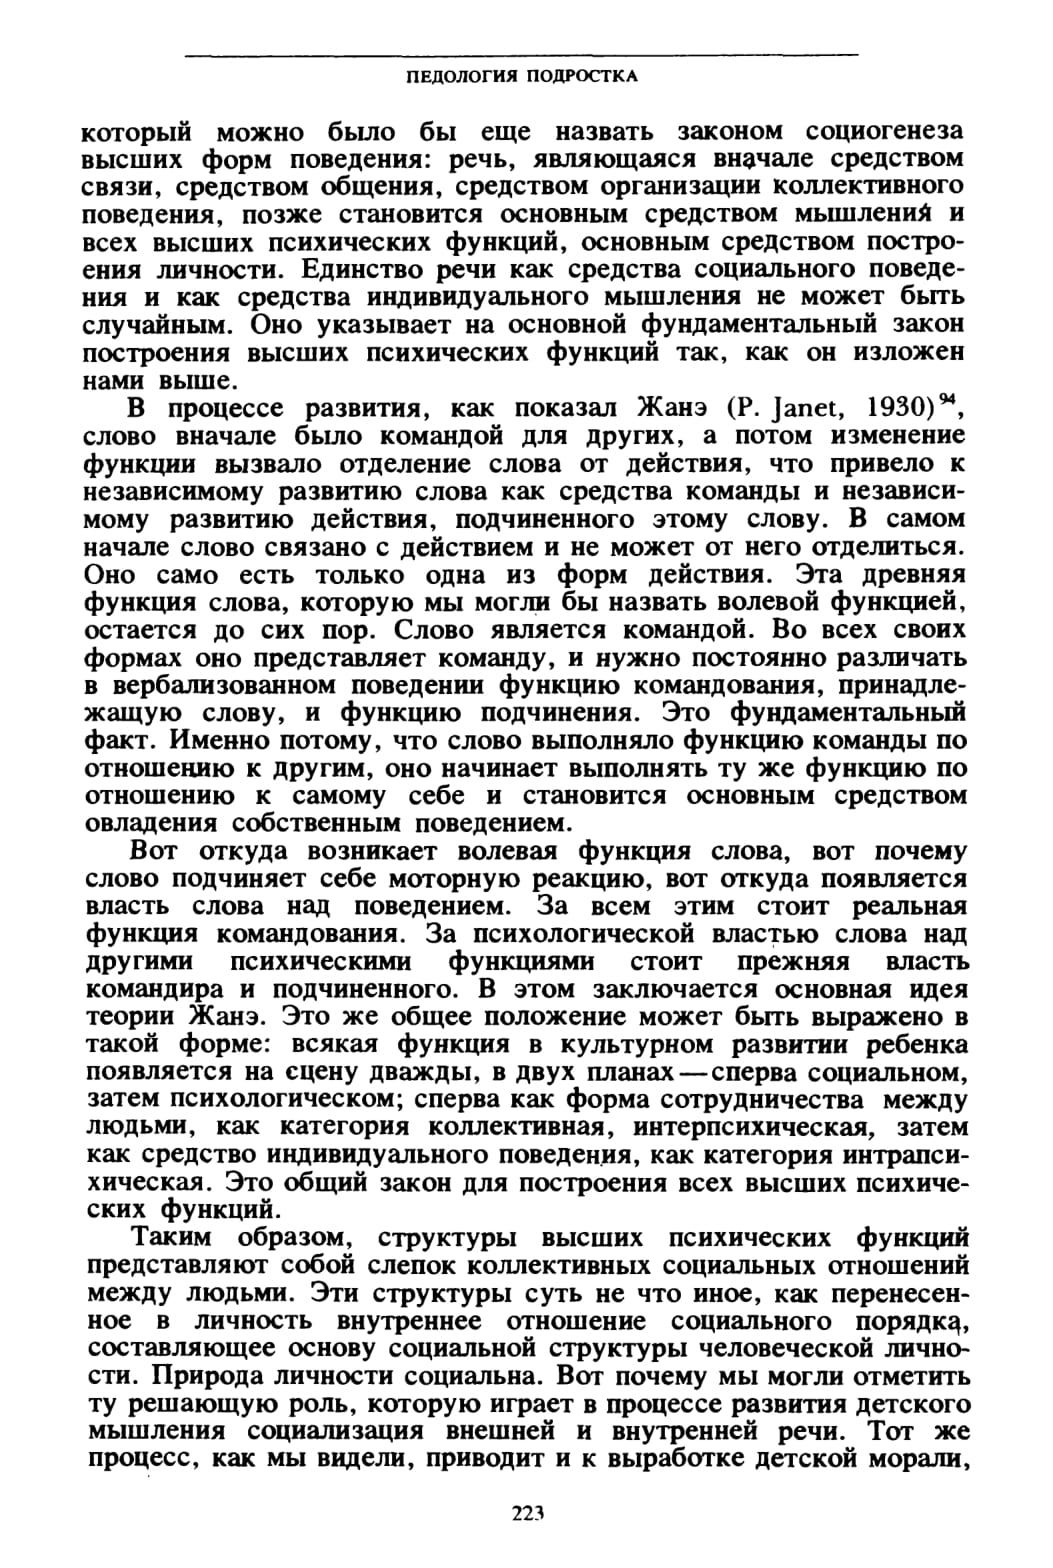 ПЕДОЛОГИЯ ПОДРОСТКА
который можно было бы еще назвать законом социогенеза
высших форм поведения: речь, являющаяся вначале средством
связи, средством общения, средством организации коллективного
поведения, позже становится основным средством мышления и
всех высших психических функций, основным средством постро-
ения личности. Единство речи как средства социального поведе-
ния и как средства индивидуального мышления не может быть
случайным. Оно указывает на основной фундаментальный закон
построения высших психических функций так, как он изложен
нами выше.
В процессе развития, как показал Жанэ (P. Janet, 1930)⁹⁴,
слово вначале было командой для других, а потом изменение
функции вызвало отделение слова от действия, что привело к
независимому развитию слова как средства команды и независи-
мому развитию действия, подчиненного этому слову. В самом
начале слово связано с действием и не может от него отделиться.
Оно само есть только одна из форм действия. Эта древняя
функция слова, которую мы могли бы назвать волевой функцией,
остается до сих пор. Слово является командой. Во всех своих
формах оно представляет команду, и нужно постоянно различать
в вербализованном поведении функцию командования, принадле-
жащую слову, и функцию подчинения. Это фундаментальный
факт. Именно потому, что слово выполняло функцию команды по
отношению к другим, оно начинает выполнять ту же функцию по
отношению к самому себе и становится основным средством
овладения собственным поведением.
Вот откуда возникает волевая функция слова, вот почему
слово подчиняет себе моторную реакцию, вот откуда появляется
власть слова над поведением. За всем этим стоит реальная
функция командования. За психологической властью слова над
другими психическими функциями стоит прежняя власть
командира и подчиненного. В этом заключается основная идея
теории Жанэ. Это же общее положение может быть выражено в
такой форме: всякая функция в культурном развитии ребенка
появляется на сцену дважды, в двух планах — сперва социальном,
затем психологическом; сперва как форма сотрудничества между
людьми, как категория коллективная, интерпсихическая, затем
как средство индивидуального поведения, как категория интрапси-
хическая. Это общий закон для построения всех высших психиче-
ских функций.
Таким образом, структуры высших психических функций
представляют собой слепок коллективных социальных отношений
между людьми. Эти структуры суть не что иное, как перенесен-
ное в личность внутреннее отношение социального порядка,
составляющее основу социальной структуры человеческой лично-
сти. Природа личности социальна. Вот почему мы могли отметить
ту решающую роль, которую играет в процессе развития детского
мышления социализация внешней и внутренней речи. Тот же
процесс, как мы видели, приводит и к выработке детской морали,
223